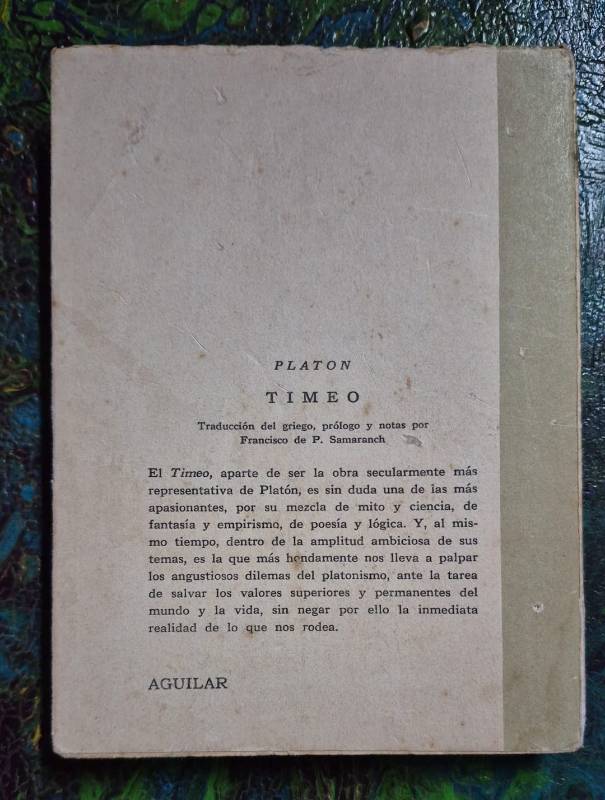 PLATON
TIMEO
Traducción del griego, prólogo y notas por
Francisco de P. Samaranch
El Timeo, aparte de ser la obra secularmente más
representativa de Platón, es sin duda una de las más
apasionantes, por su mezcla de mito y ciencia, de
fantasía y empirismo, de poesía y lógica. Y, al mis-
mo tiempo, dentro de la amplitud ambiciosa de sus
temas, es la que más hondamente nos lleva a palpar
los angustiosos dilemas del platonismo, ante la tarea
de salvar los valores superiores y permanentes del
mundo y la vida, sin negar por ello la inmediata
realidad de lo que nos rodea.
AGUILAR